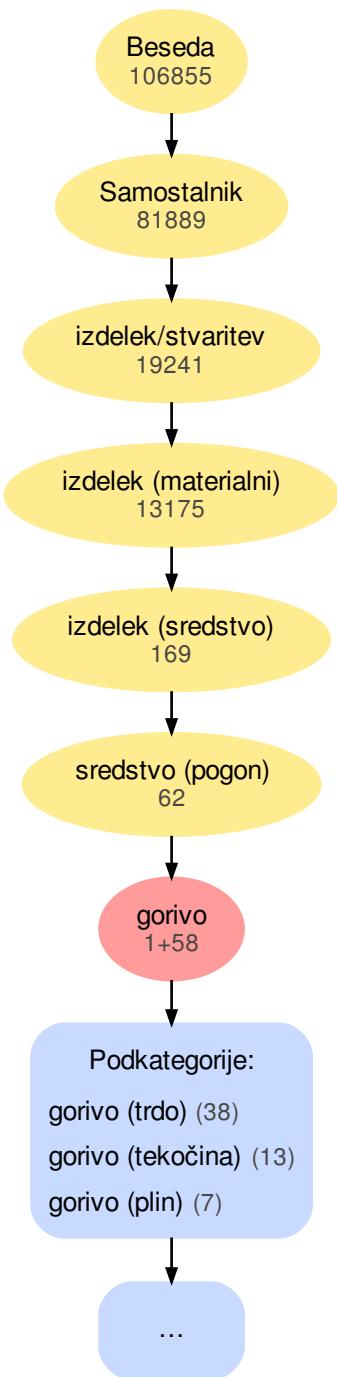 Beseda
106855
Samostalnik
81889
izdelek/stvaritev
19241
izdelek (materialni)
13175
izdelek (sredstvo)
169
sredstvo (pogon)
62
gorivo
1+58
Podkategorije:
gorivo (trdo) (38)
gorivo (tekočina) (13)
gorivo (plin) (7)
...